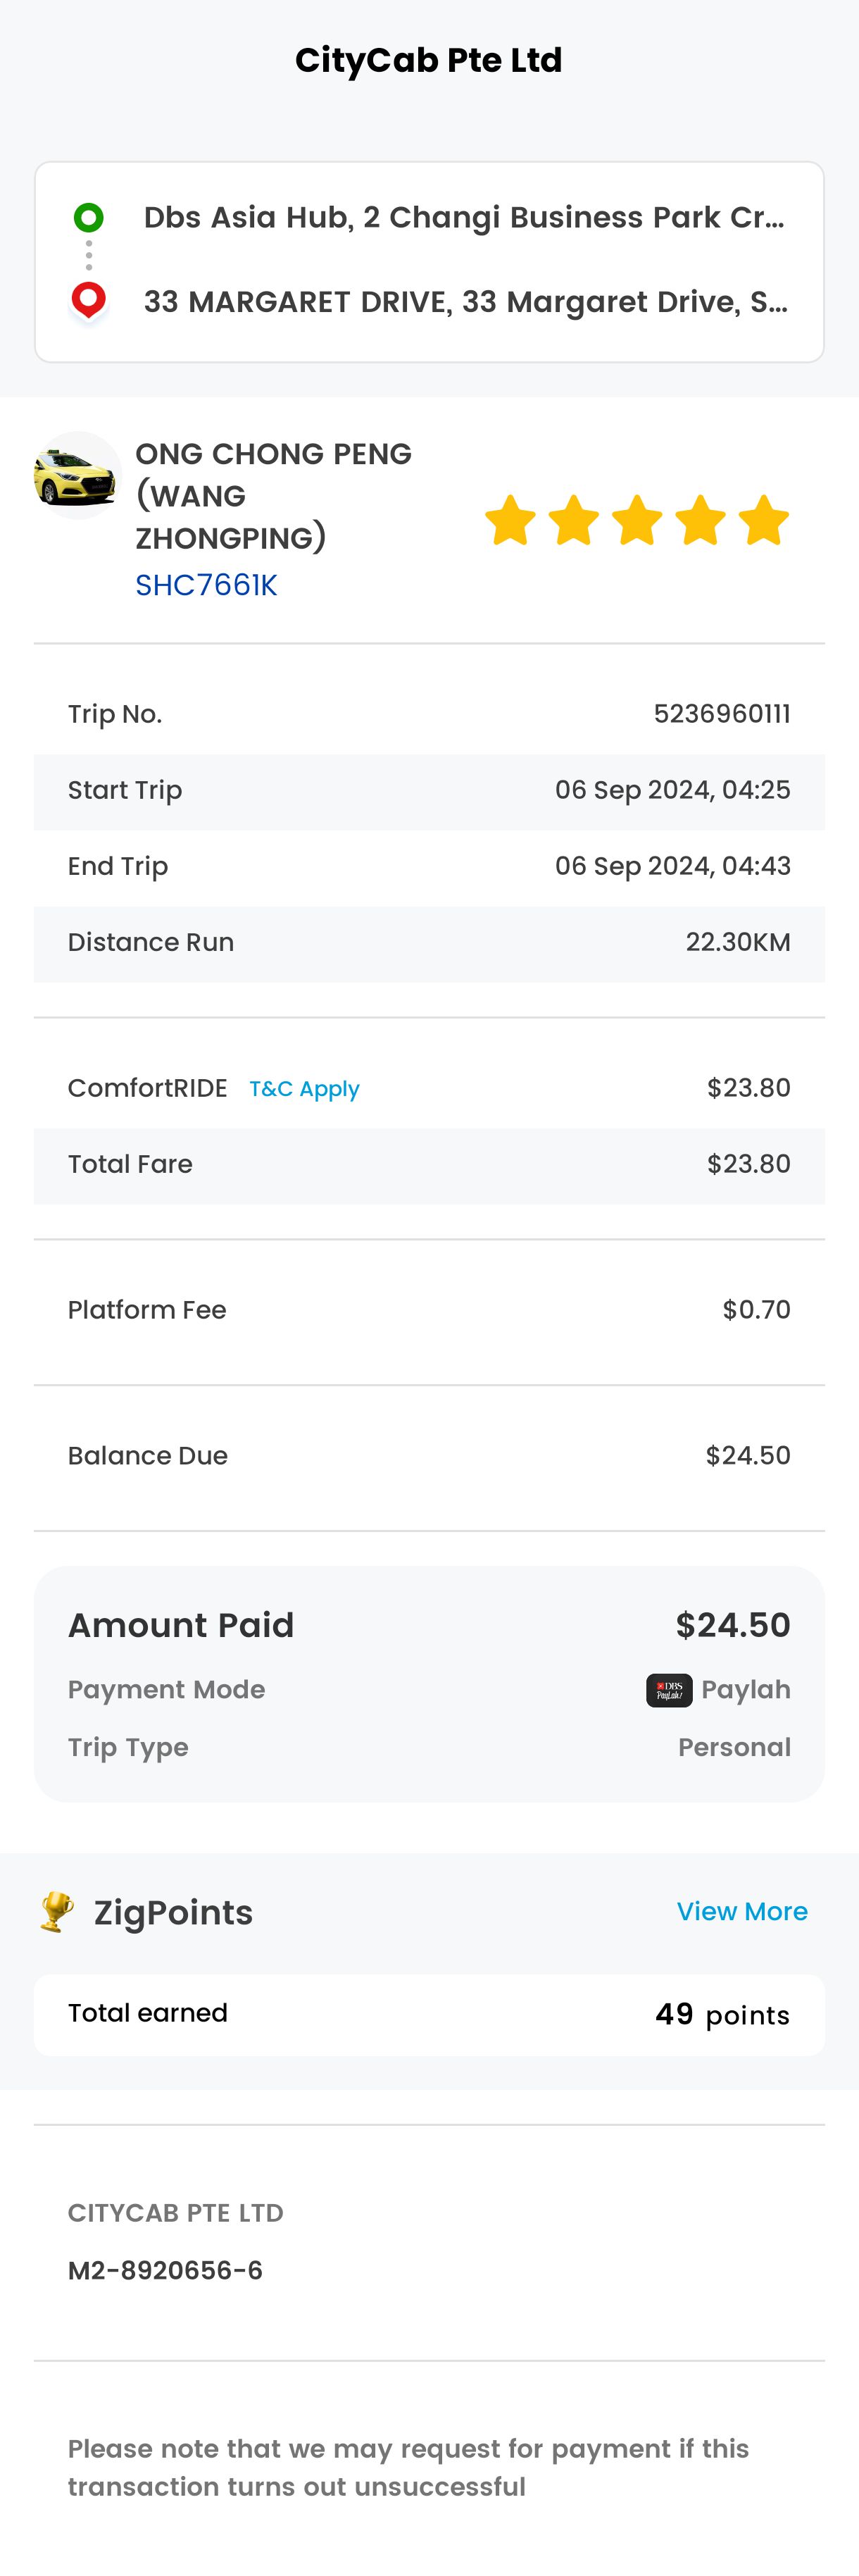 CityCab Pte Ltd
Dbs Asia Hub, 2 Changi Business Park Cr...
33 MARGARET DRIVE, 33 Margaret Drive, S...
ONG CHONG PENG
(WANG
ZHONGPING)
SHC7661K
Trip No. 5236960111
Start Trip 06 Sep 2024, 04:25
End Trip 06 Sep 2024, 04:43
Distance Run 22.30KM
ComfortRIDE T&C Apply $23.80
Total Fare $23.80
Platform Fee $0.70
Balance Due $24.50
Amount Paid $24.50
Payment Mode DBS PayLah! Paylah
Trip Type Personal
ZigPoints View More
Total earned 49 points
CITYCAB PTE LTD
M2-8920656-6
Please note that we may request for payment if this
transaction turns out unsuccessful